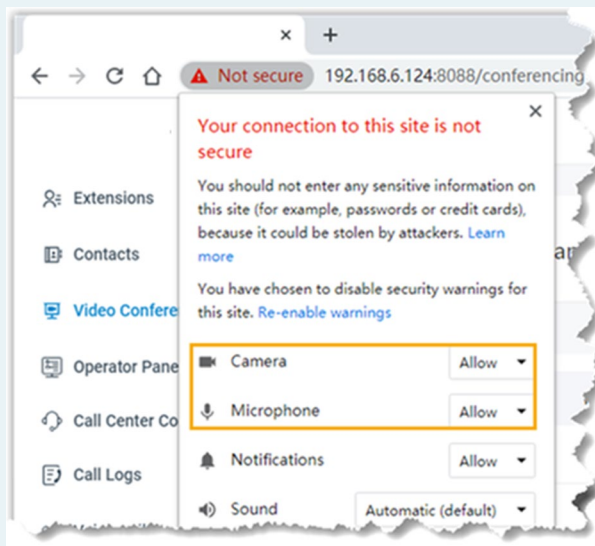 Not secure 192.168.6.124:8088/conferencing
Your connection to this site is not
secure
You should not enter any sensitive information on
this site (for example, passwords or credit cards),
because it could be stolen by attackers. Learn
more
You have chosen to disable security warnings for
this site. Re-enable warnings
Extensions
Contacts
Video Confere
Operator Pane
Call Center Co
Call Logs
Camera Allow
Microphone Allow
Notifications Allow
Sound Automatic (default)